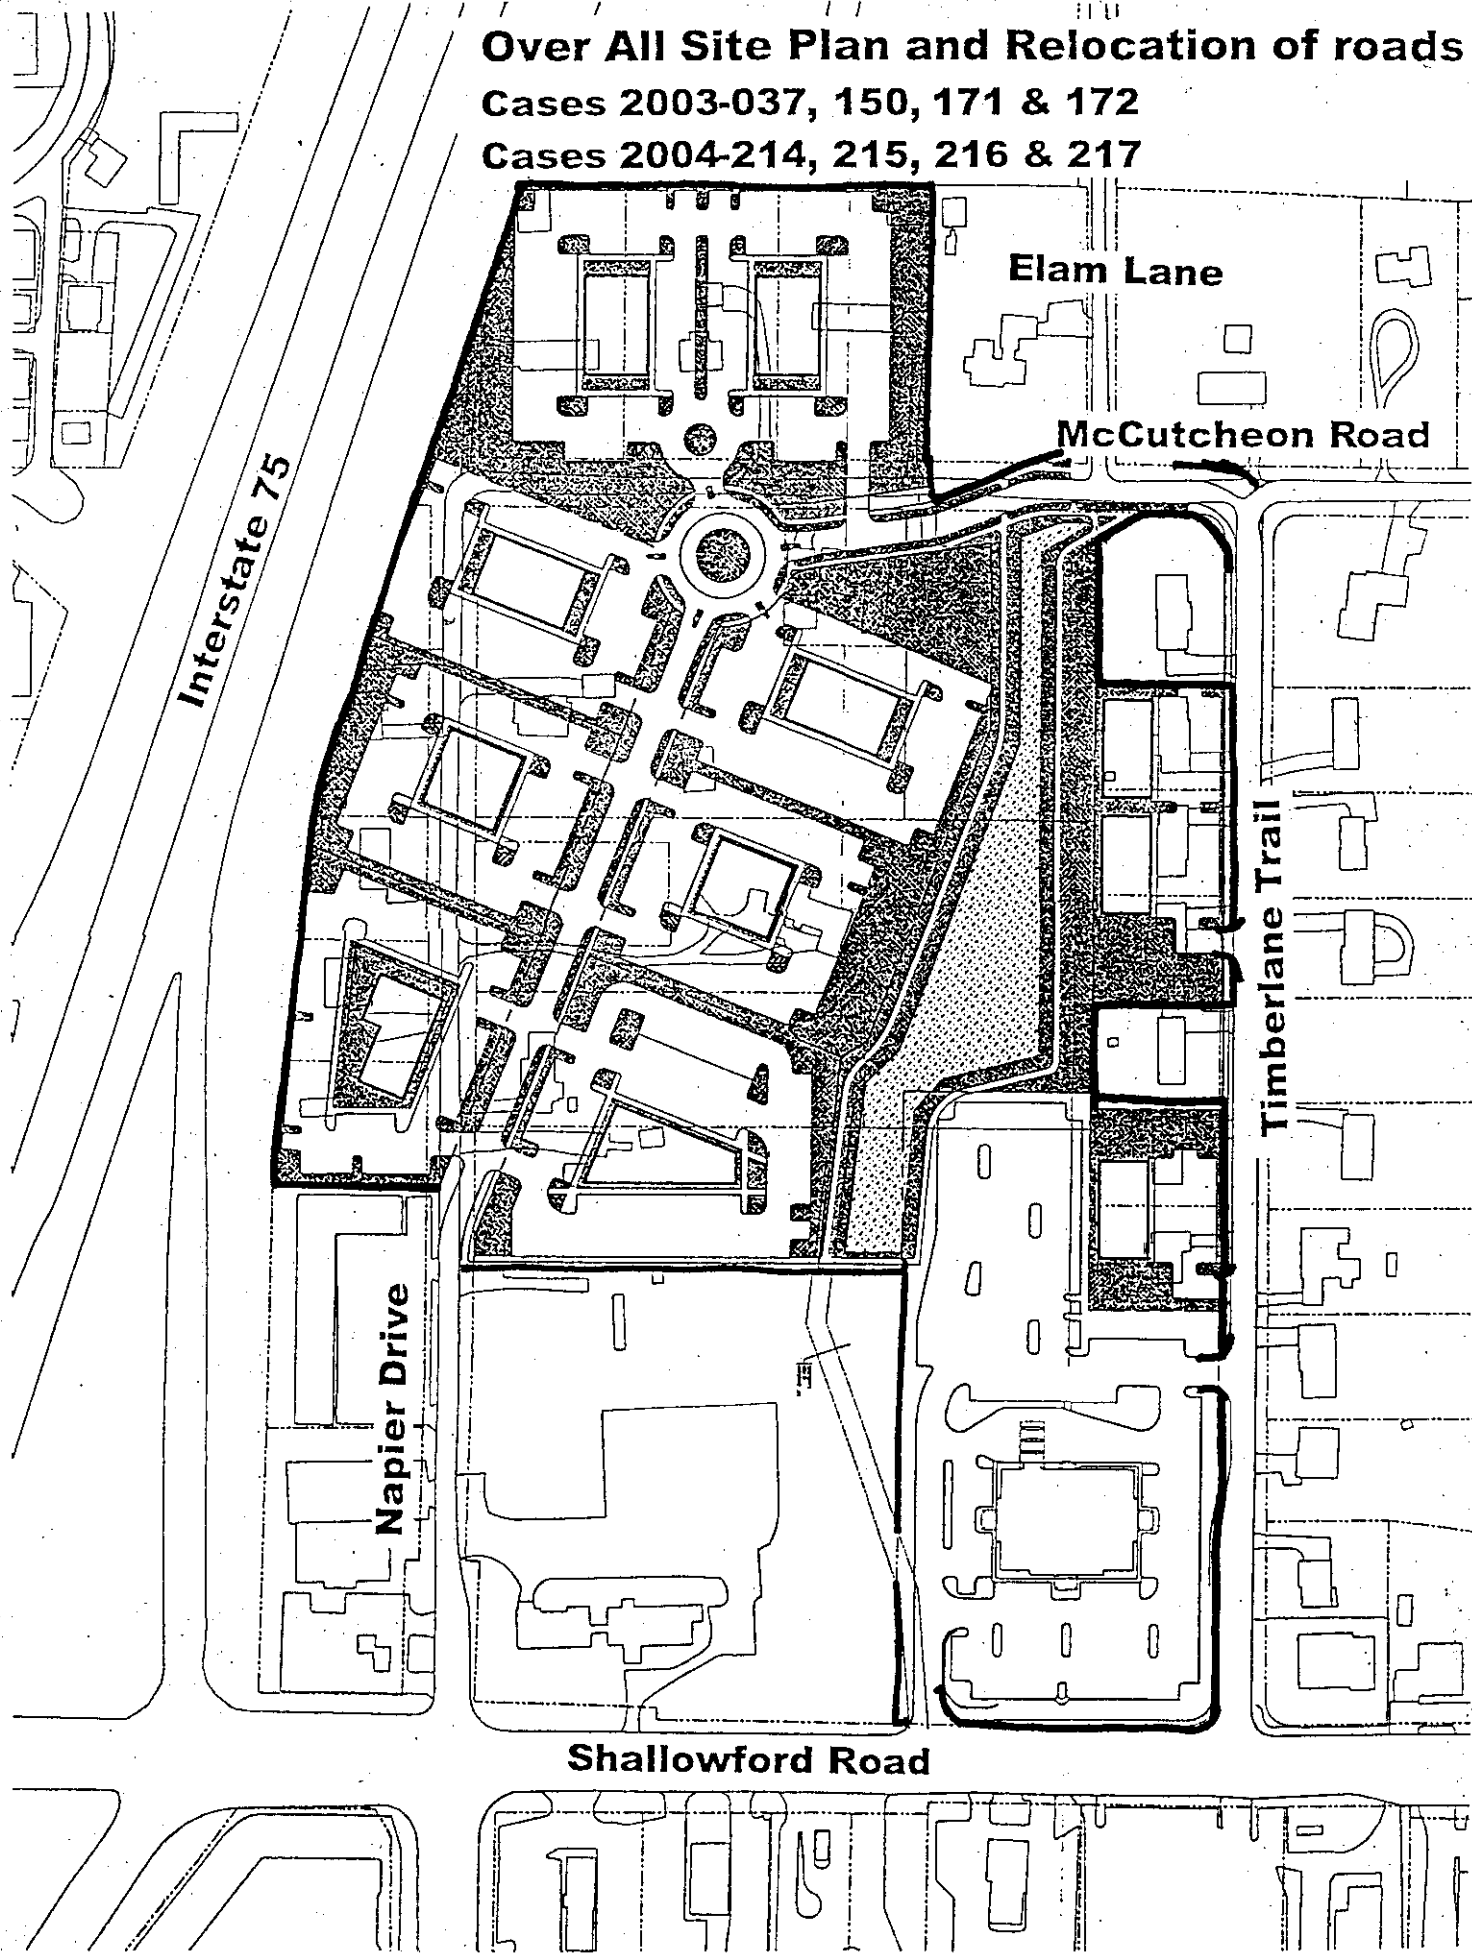 Over All Site Plan and Relocation of roads
Cases 2003-037, 150, 171 & 172
Cases 2004-214, 215, 216 & 217
Elam Lane
McCutcheon Road
Interstate 75
Timberlane Trail
Napier Drive
Shallowford Road